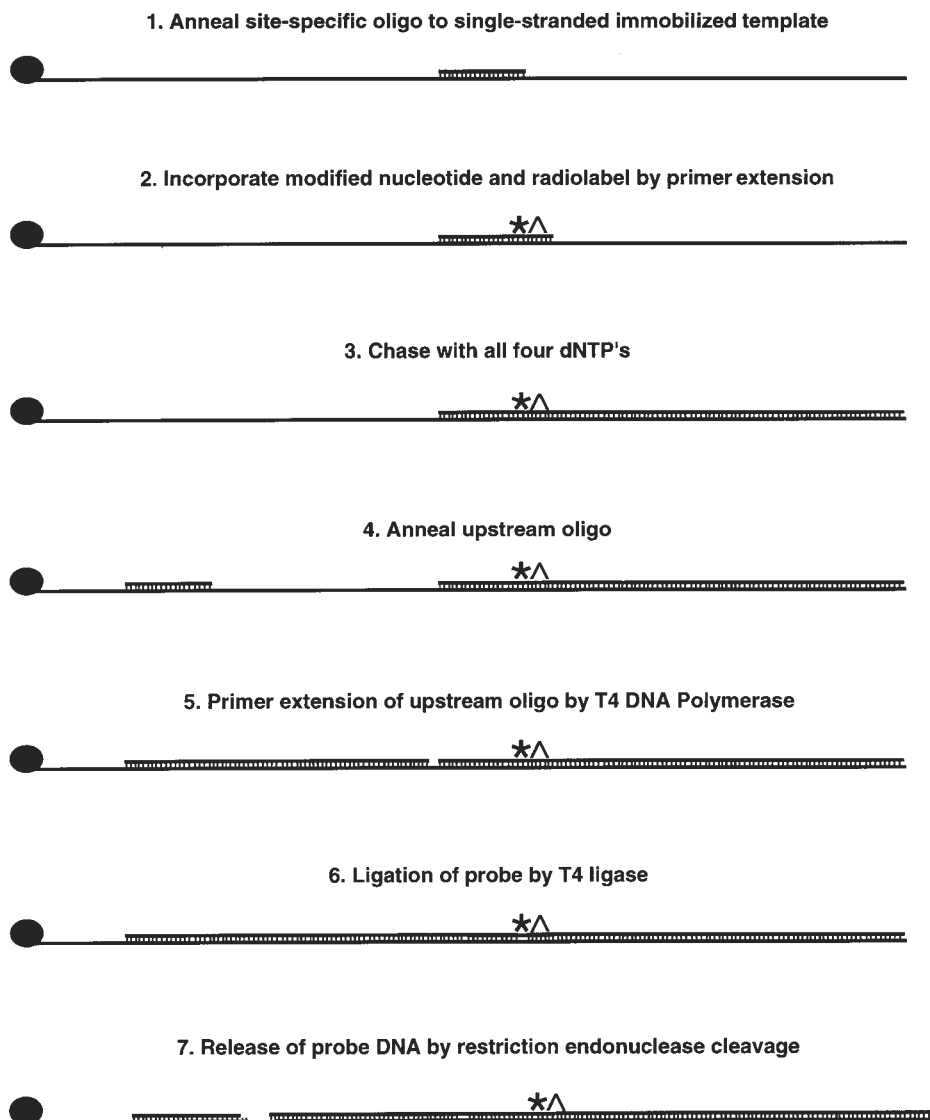 1. Anneal site-specific oligo to single-stranded immobilized template
2. Incorporate modified nucleotide and radiolabel by primer extension
*^
3. Chase with all four dNTP's
*^
4. Anneal upstream oligo
*^
5. Primer extension of upstream oligo by T4 DNA Polymerase
*^
6. Ligation of probe by T4 ligase
*^
7. Release of probe DNA by restriction endonuclease cleavage
*^